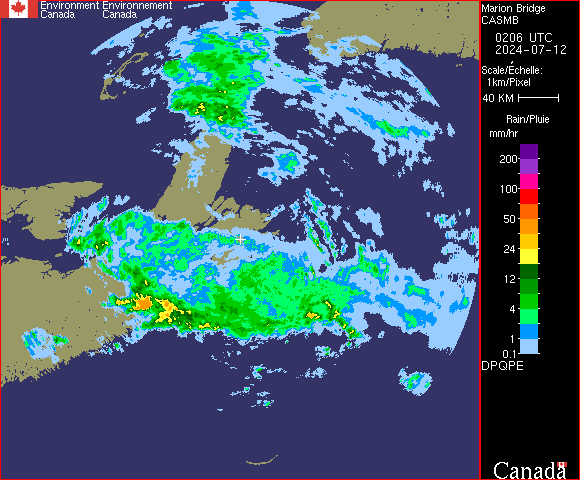 Environment Environnement
Canada Canada
Marion Bridge
CASMB
0206 UTC
2024-07-12
Scale/Échelle:
1km/Pixel
40 KM
Rain/Pluie
mm/hr
200
100
50
24
12
4
1
0.1
DPQPE
Canada